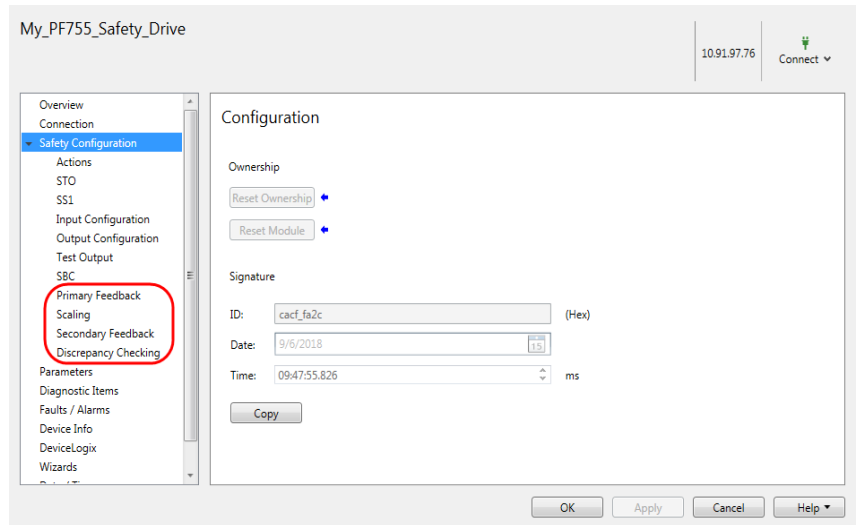 My_PF755_Safety_Drive
10.91.97.76
Connect
Overview
Connection
Safety Configuration
Actions
STO
SS1
Input Configuration
Output Configuration
Test Output
SBC
Primary Feedback
Scaling
Secondary Feedback
Discrepancy Checking
Parameters
Diagnostic Items
Faults / Alarms
Device Info
DeviceLogix
Wizards
Configuration
Ownership
Reset Ownership
Reset Module
Signature
ID: cacf_fa2c (Hex)
Date: 9/6/2018 15
Time: 09:47:55.826 ms
Copy
OK Apply Cancel Help